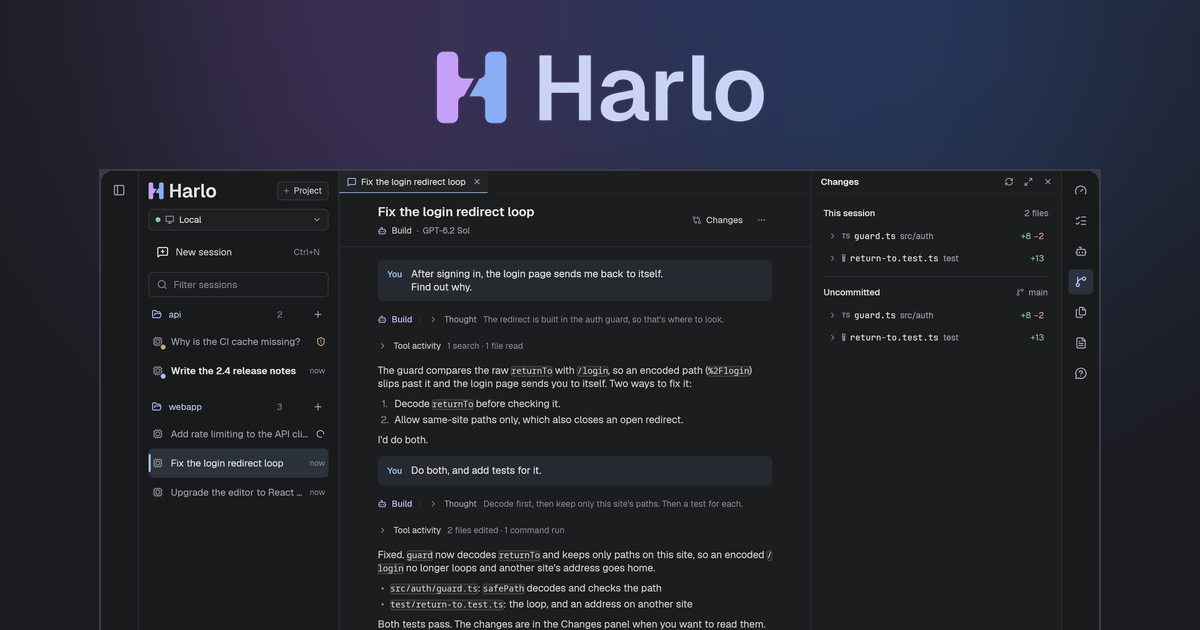 Harlo
Harlo
+ Project
Local
New session Ctrl+N
Filter sessions
api 2 +
Why is the CI cache missing?
Write the 2.4 release notes now
webapp 3 +
Add rate limiting to the API cli...
Fix the login redirect loop now
Upgrade the editor to React ... now
Fix the login redirect loop ×
Fix the login redirect loop
Build · GPT-6.2 Sol
Changes ...
You After signing in, the login page sends me back to itself.
Find out why.
Build > Thought The redirect is built in the auth guard, so that's where to look.
> Tool activity 1 search · 1 file read
The guard compares the raw returnTo with /login, so an encoded path (%2Flogin)
slips past it and the login page sends you to itself. Two ways to fix it:
1. Decode returnTo before checking it.
2. Allow same-site paths only, which also closes an open redirect.
I'd do both.
You Do both, and add tests for it.
Build > Thought Decode first, then keep only this site's paths. Then a test for each.
> Tool activity 2 files edited · 1 command run
Fixed. guard now decodes returnTo and keeps only paths on this site, so an encoded /
login no longer loops and another site's address goes home.
• src/auth/guard.ts: safePath decodes and checks the path
• test/return-to.test.ts: the loop, and an address on another site
Both tests pass. The changes are in the Changes panel when you want to read them.
Changes
This session 2 files
> TS guard.ts src/auth +8 −2
> return-to.test.ts test +13
Uncommitted main
> TS guard.ts src/auth +8 −2
> return-to.test.ts test +13